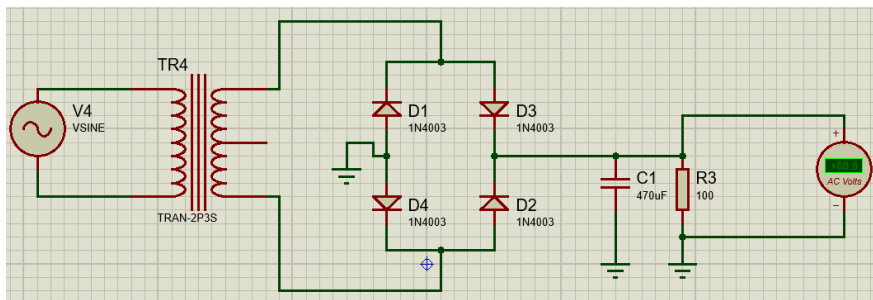 TR4
V4
VSINE
TRAN-2P3S
D1
1N4003
D3
1N4003
D4
1N4003
D2
1N4003
C1
470uF
R3
100
+
AC Volts
−